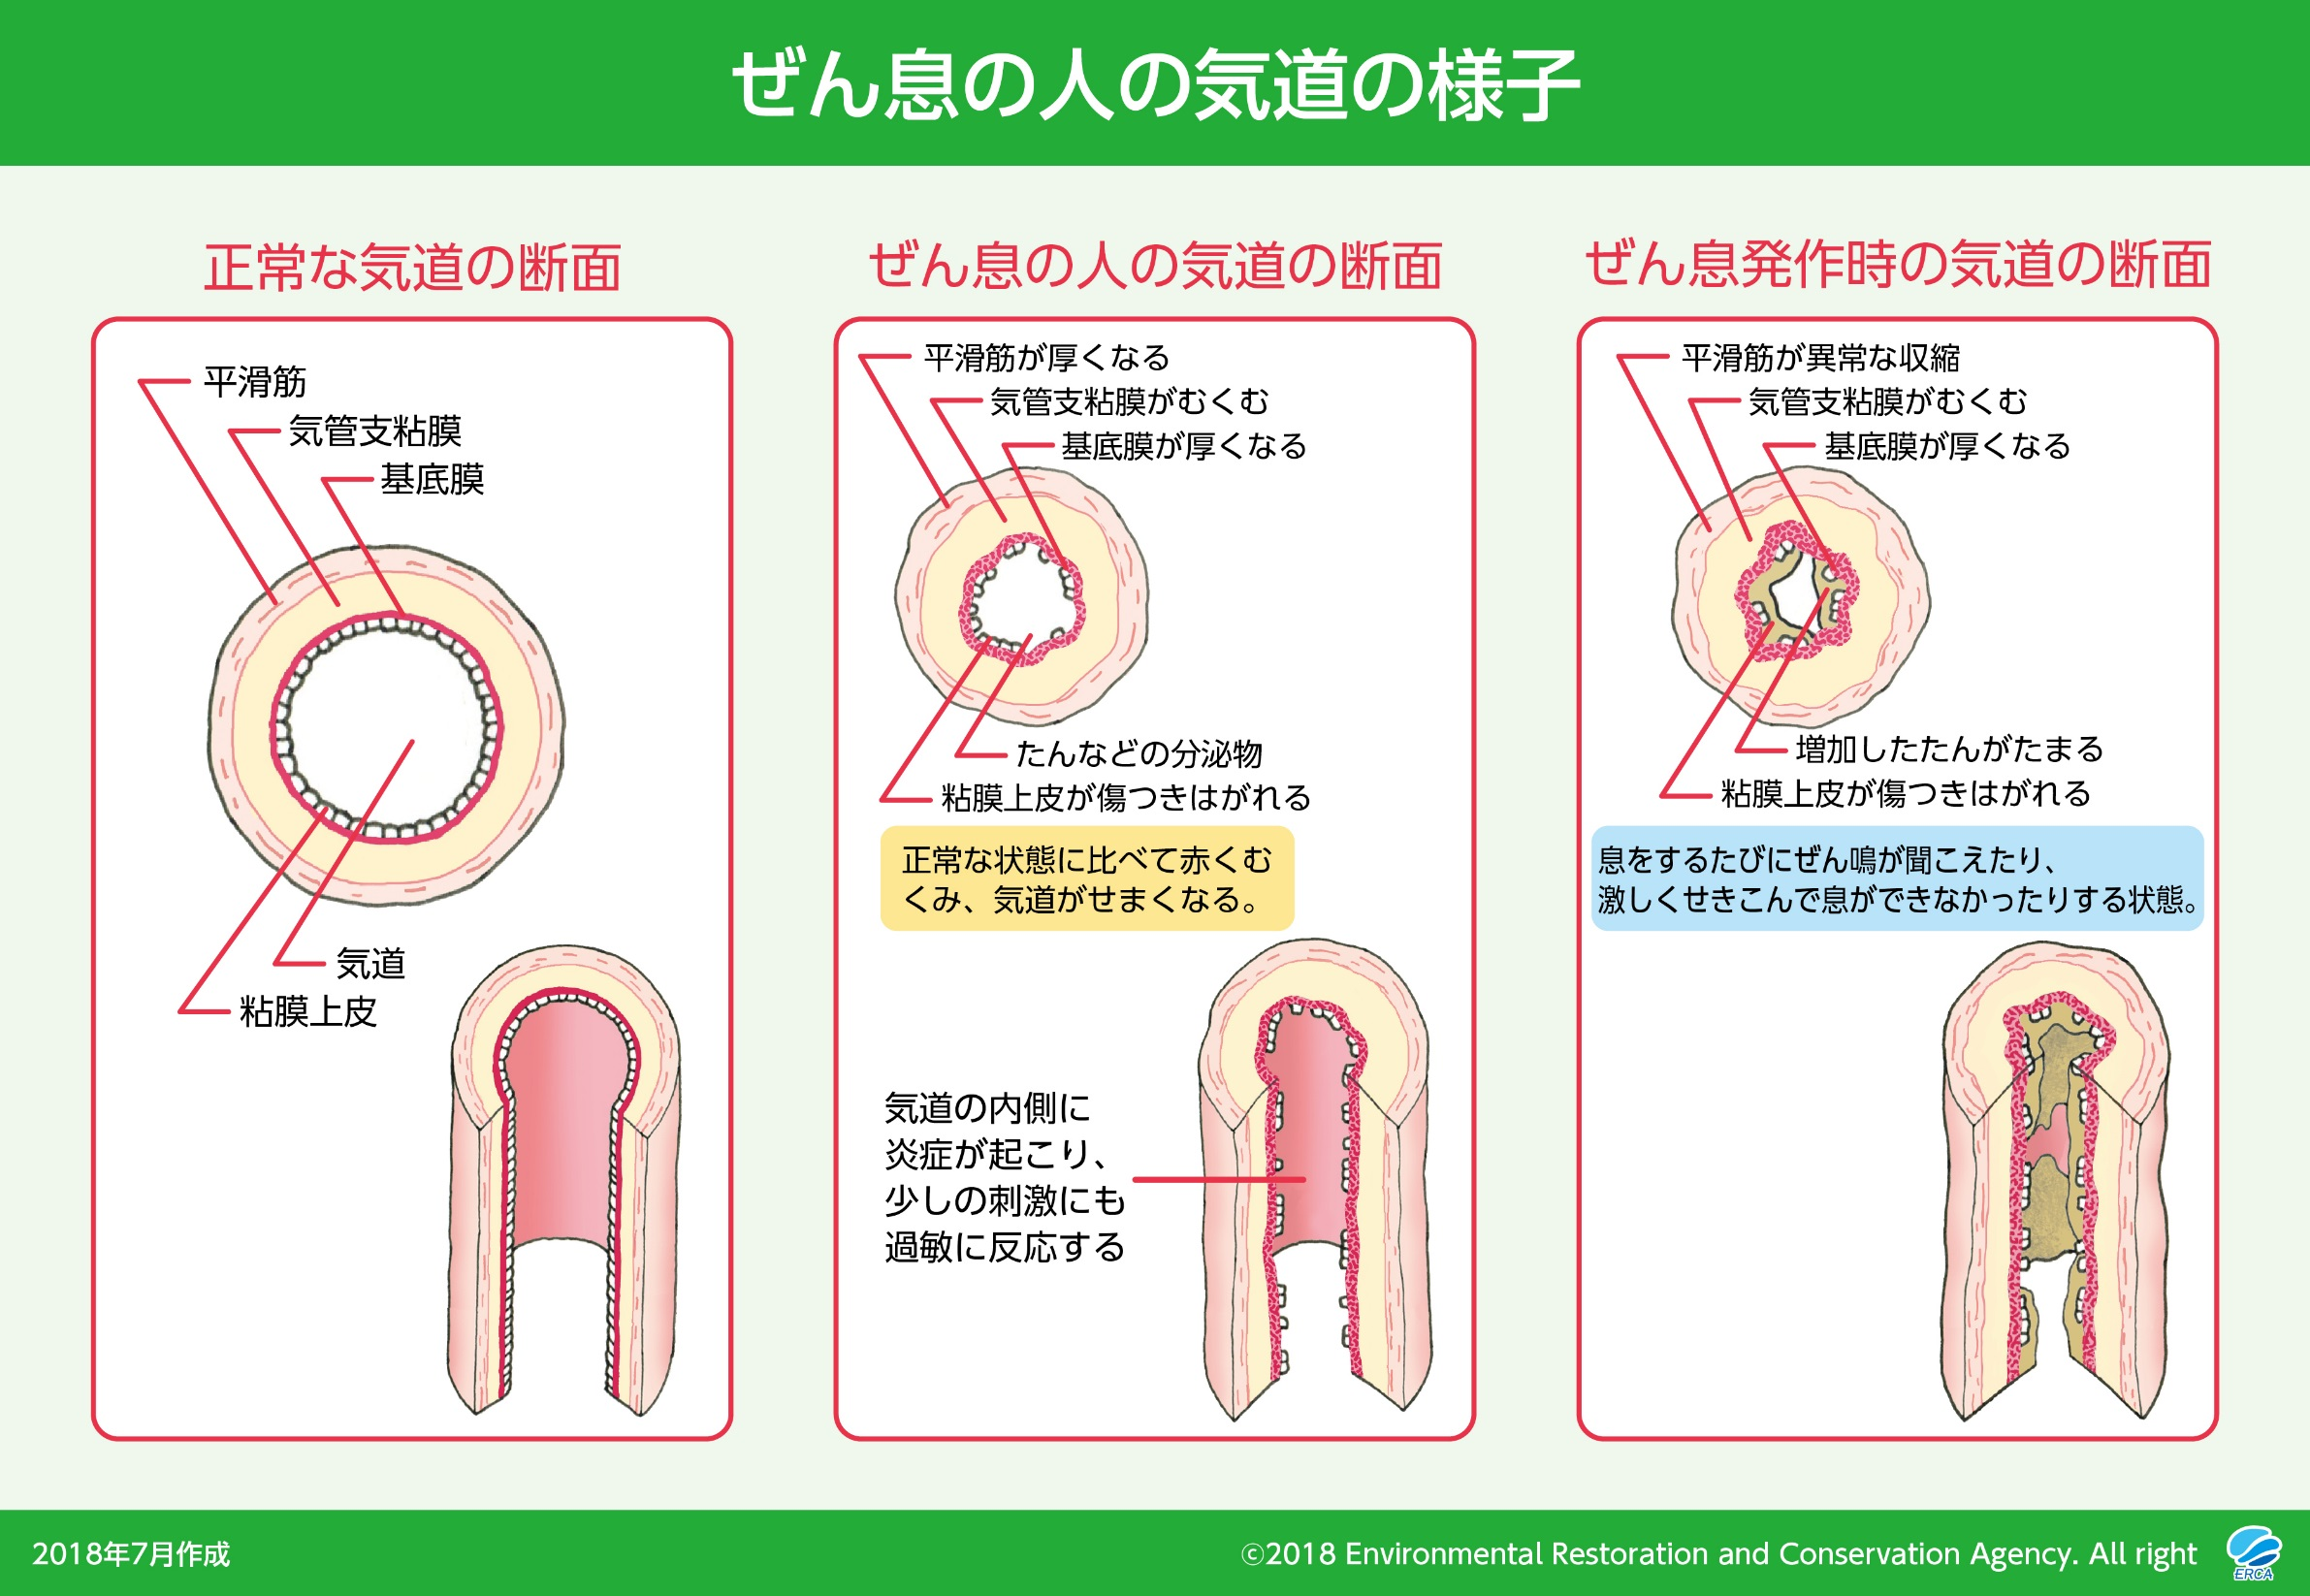 ぜん息の人の気道の様子
正常な気道の断面
平滑筋
気管支粘膜
基底膜
気道
粘膜上皮
ぜん息の人の気道の断面
平滑筋が厚くなる
気管支粘膜がむくむ
基底膜が厚くなる
たんなどの分泌物
粘膜上皮が傷つきはがれる
正常な状態に比べて赤くむ
くみ、気道がせまくなる。
気道の内側に
炎症が起こり、
少しの刺激にも
過敏に反応する
ぜん息発作時の気道の断面
平滑筋が異常な収縮
気管支粘膜がむくむ
基底膜が厚くなる
増加したたんがたまる
粘膜上皮が傷つきはがれる
息をするたびにぜん鳴が聞こえたり、
激しくせきこんで息ができなかったりする状態。
2018年7月作成
©2018 Environmental Restoration and Conservation Agency. All right
ERCA